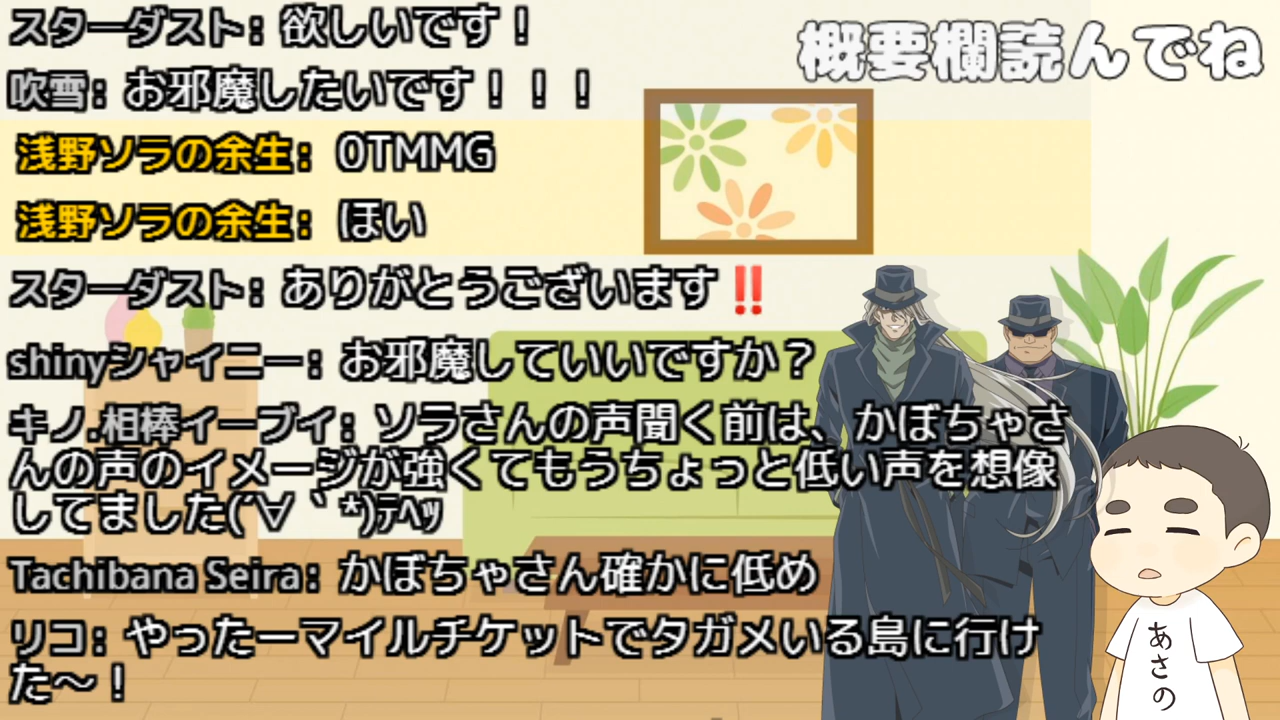 スターダスト: 欲しいです！
概要欄読んでね
吹雪: お邪魔したいです！！！
浅野ソラの余生: OTMMG
浅野ソラの余生: ほい
スターダスト: ありがとうございます‼️
shinyシャイニー: お邪魔していいですか？
キノ.相棒イーブイ: ソラさんの声聞く前は、かぼちゃさ
んの声のイメージが強くてもうちょっと低い声を想像
してました(´∀｀*)ﾃﾍｯ
Tachibana Seira: かぼちゃさん確かに低め
リコ: やったーマイルチケットでタガメいる島に行け
た～！
あさの